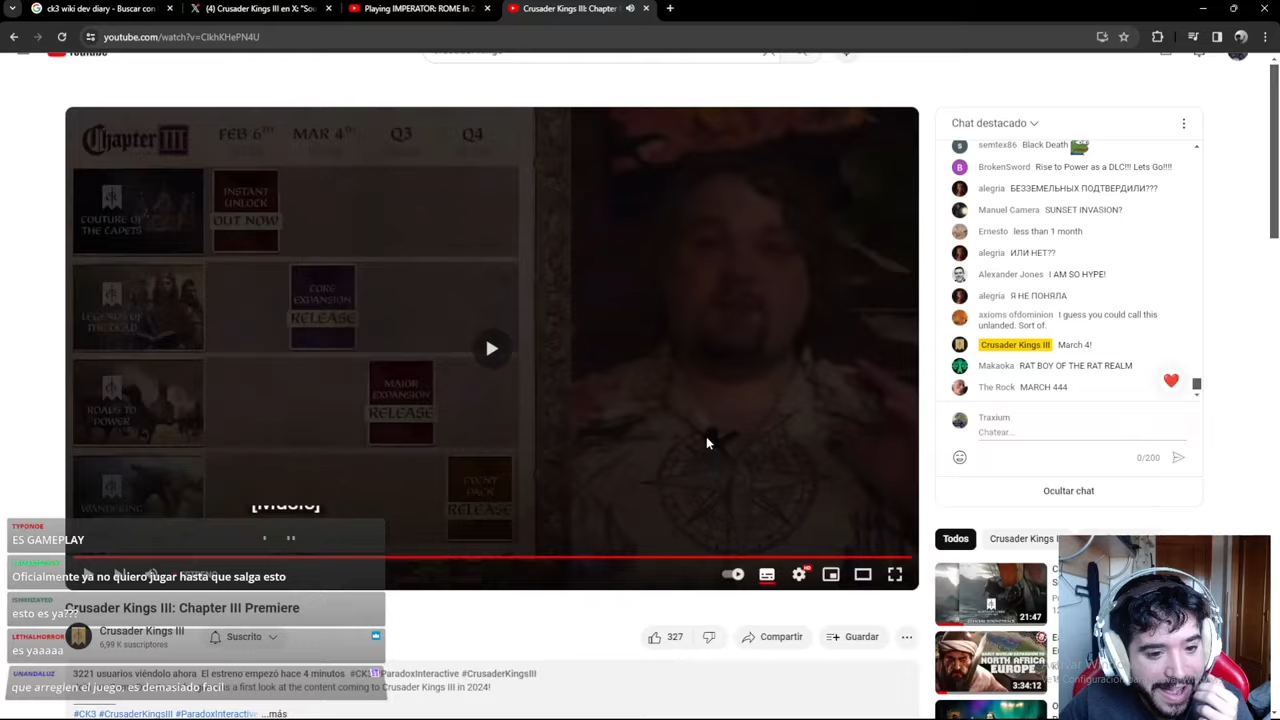 ck3 wiki dev diary - Buscar con
(4) Crusader Kings III en X: "Sou
Playing IMPERATOR: ROME In 2
Crusader Kings III: Chapter I
youtube.com/watch?v=ClkhKHePN4U
Chapter III
FEB 6TH
Q3
Q4
COUTURE OF
THE CAPETS
INSTANT
UNLOCK
OUT NOW
LEGENDS OF
THE DEAD
CORE
EXPANSION
RELEASE
ROADS TO
POWER
MAJOR
EXPANSION
RELEASE
WANDERING
EVENT
PACK
RELEASE
[Music]
Chat destacado
semtex86 Black Death
BrokenSword Rise to Power as a DLC!!! Lets Go!!!!
alegria БЕЗЗЕМЕЛЬНЫХ ПОДТВЕРДИЛИ???
Manuel Camera SUNSET INVASION?
Ernesto less than 1 month
alegria ИЛИ НЕТ??
Alexander Jones I AM SO HYPE!
alegria Я НЕ ПОНЯЛА
axioms ofdominion I guess you could call this
unlanded. Sort of.
Crusader Kings III March 4!
Makaoka RAT BOY OF THE RAT REALM
The Rock MARCH 444
Traxium
Chatear...
0/200
Ocultar chat
Todos
Crusader Kings I
21:47
NORTH AFRICA
EUROPE
3:34:12
TYPONOE
ES GAMEPLAY
Oficialmente ya no quiero jugar hasta que salga esto
esto es ya???
LETHALHORROR
es yaaaaa
UNANDALUZ
que arreglen el juego, es demasiado facil
HD
Crusader Kings III: Chapter III Premiere
Crusader Kings III
6,99 K suscriptores
Suscrito
327
Compartir
Guardar
3221 usuarios viéndolo ahora El estreno empezó hace 4 minutos #CK3 #ParadoxInteractive #CrusaderKingsIII
s a first look at the content coming to Crusader Kings III in 2024!
#CK3 #CrusaderKingsIII #ParadoxInteractive ...más